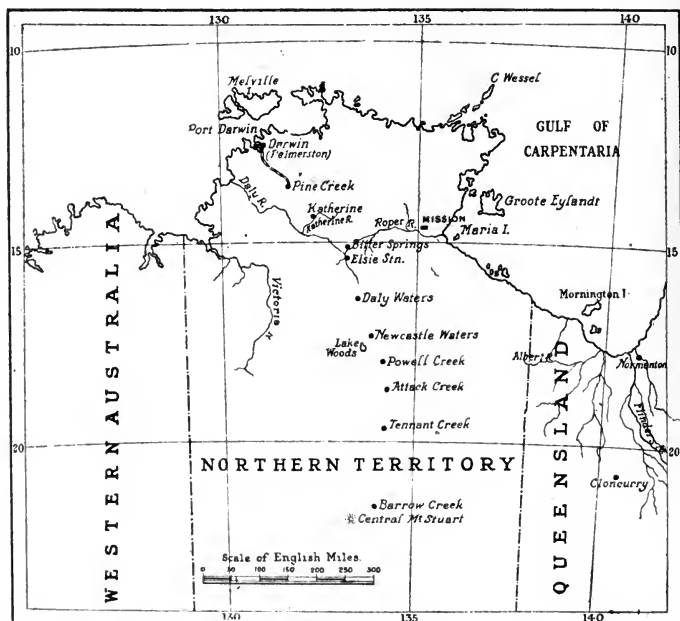 130 135 140
10 10
Melville
I.
C Wessel
Port Darwin
GULF OF
CARPENTARIA
Darwin
(Palmerston)
Pine Creek
Daly R.
Groote Eylandt
Katherine
Katherine R.
Roper R.
MISSION
Maria I.
15 15
Bitter Springs
Elsie Stn.
Victoria
Daly Waters
Mornington I
Newcastle Waters
Lake
Woods
Powell Creek
Albert R.
Normanton
Attack Creek
Flinders
Tennant Creek
20 20
NORTHERN TERRITORY
WESTERN AUSTRALIA
QUEENSLAND
Cloncurry
Barrow Creek
Central Mt Stuart
Scale of English Miles.
0 50 100 150 200 250 300
130 135 140